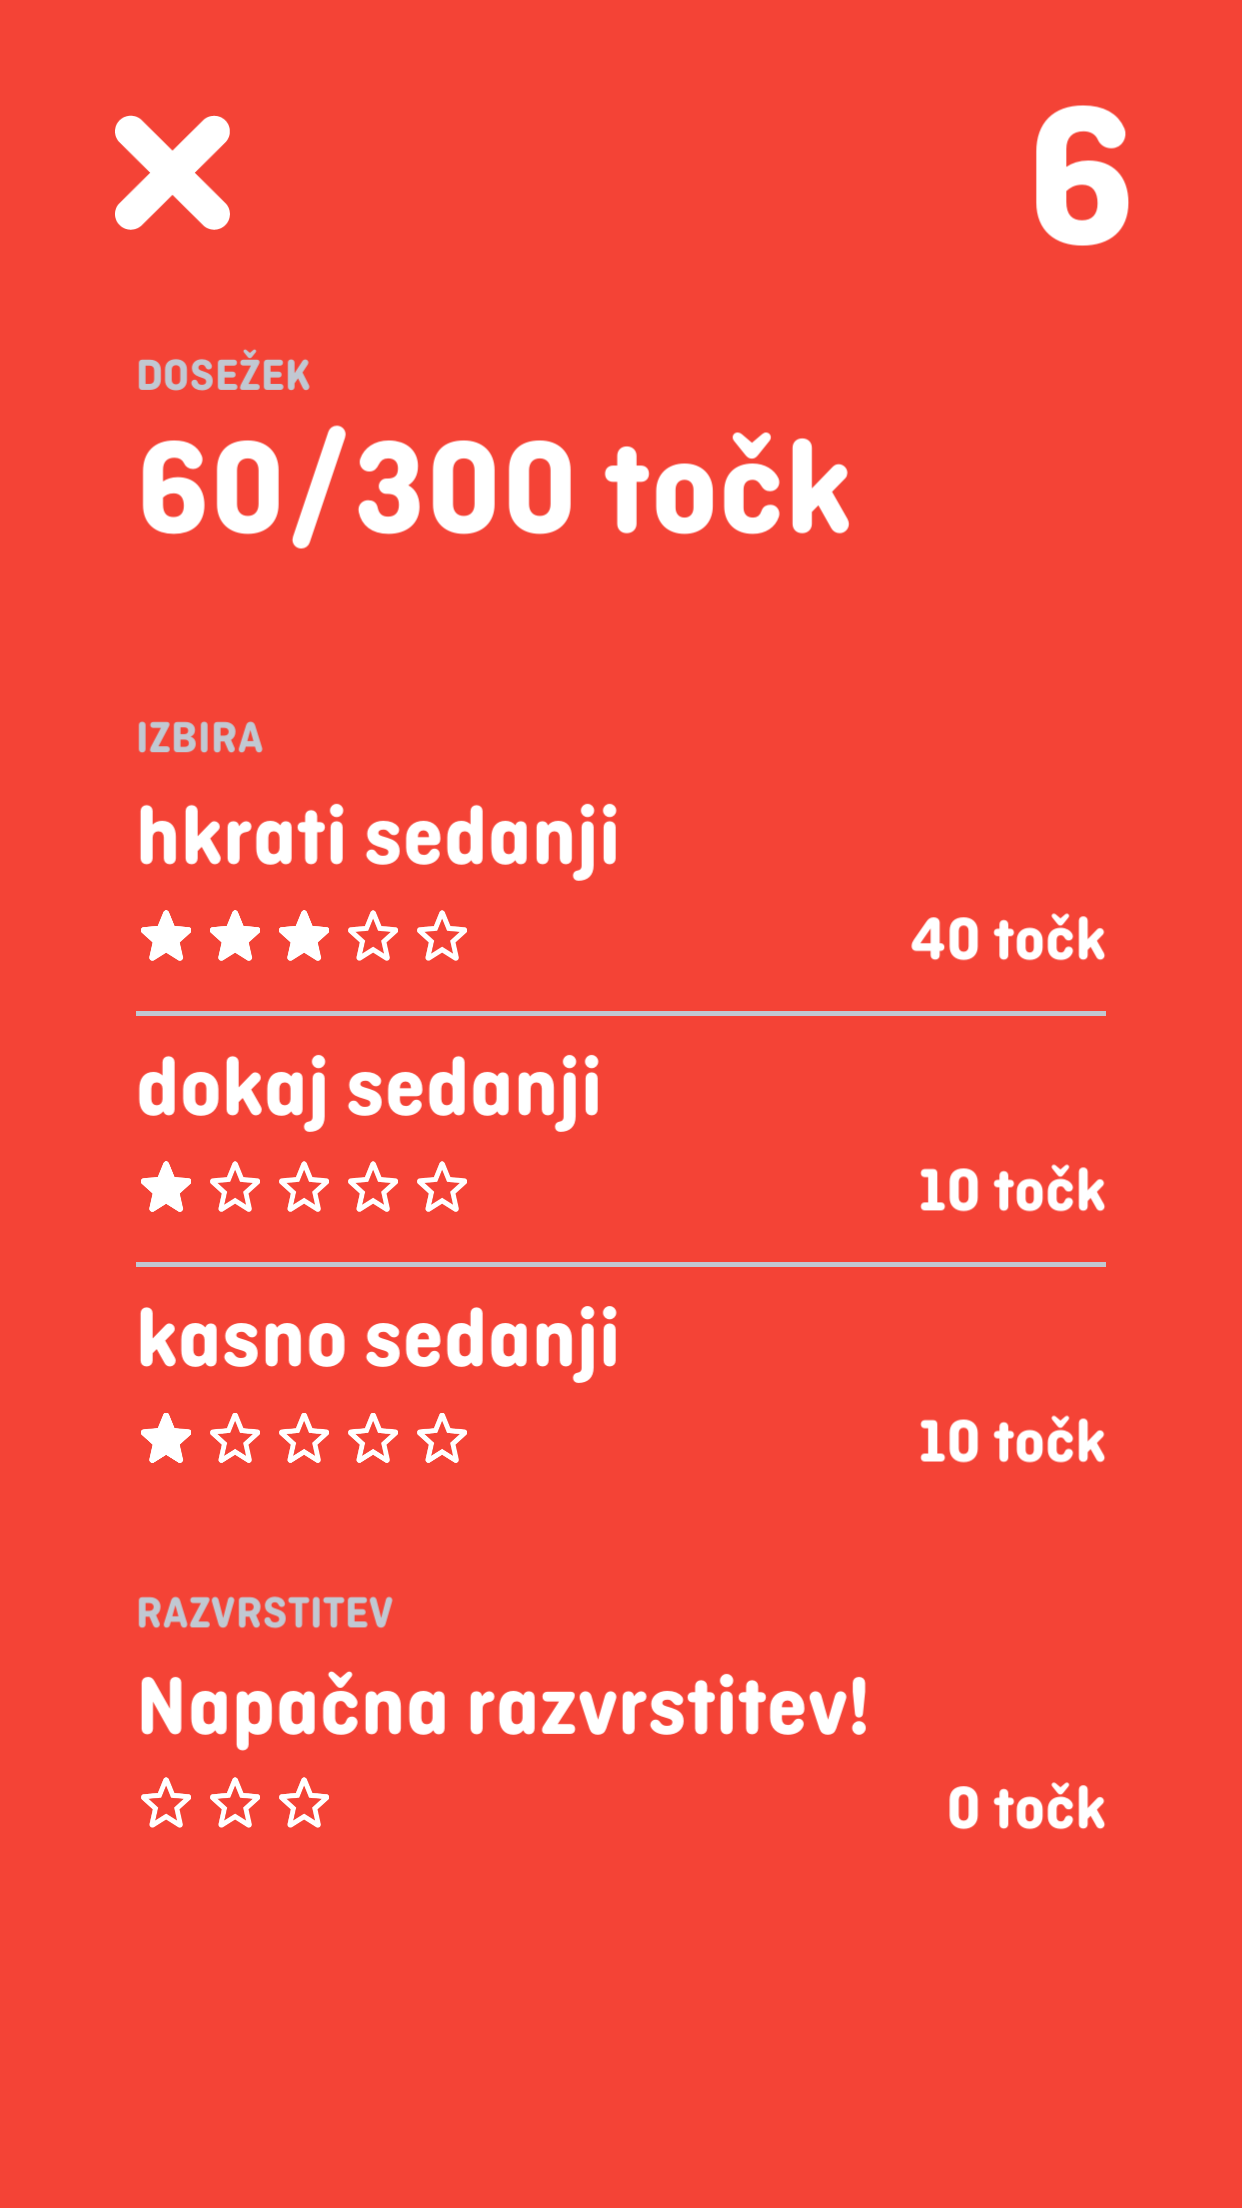 6
DOSEŽEK
60/300 točk
IZBIRA
hkrati sedanji
40 točk
dokaj sedanji
10 točk
kasno sedanji
10 točk
RAZVRSTITEV
Napačna razvrstitev!
0 točk